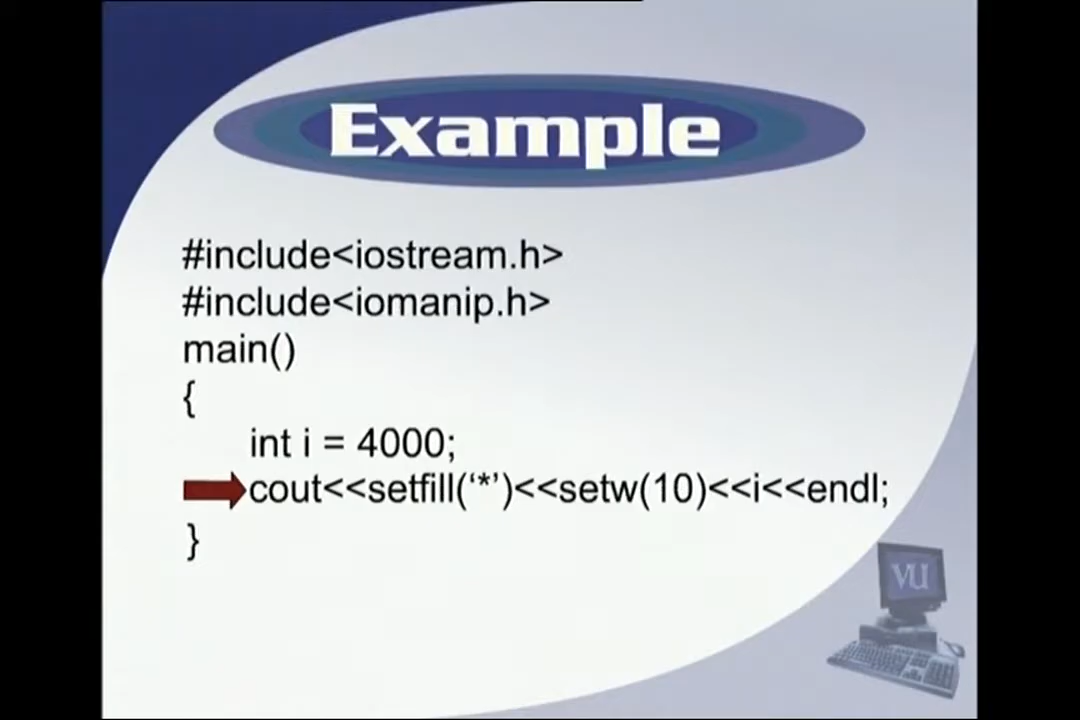 Example
#include<iostream.h>
#include<iomanip.h>
main()
{
int i = 4000;
cout<<setfill(‘*’)<<setw(10)<<i<<endl;
}
VU